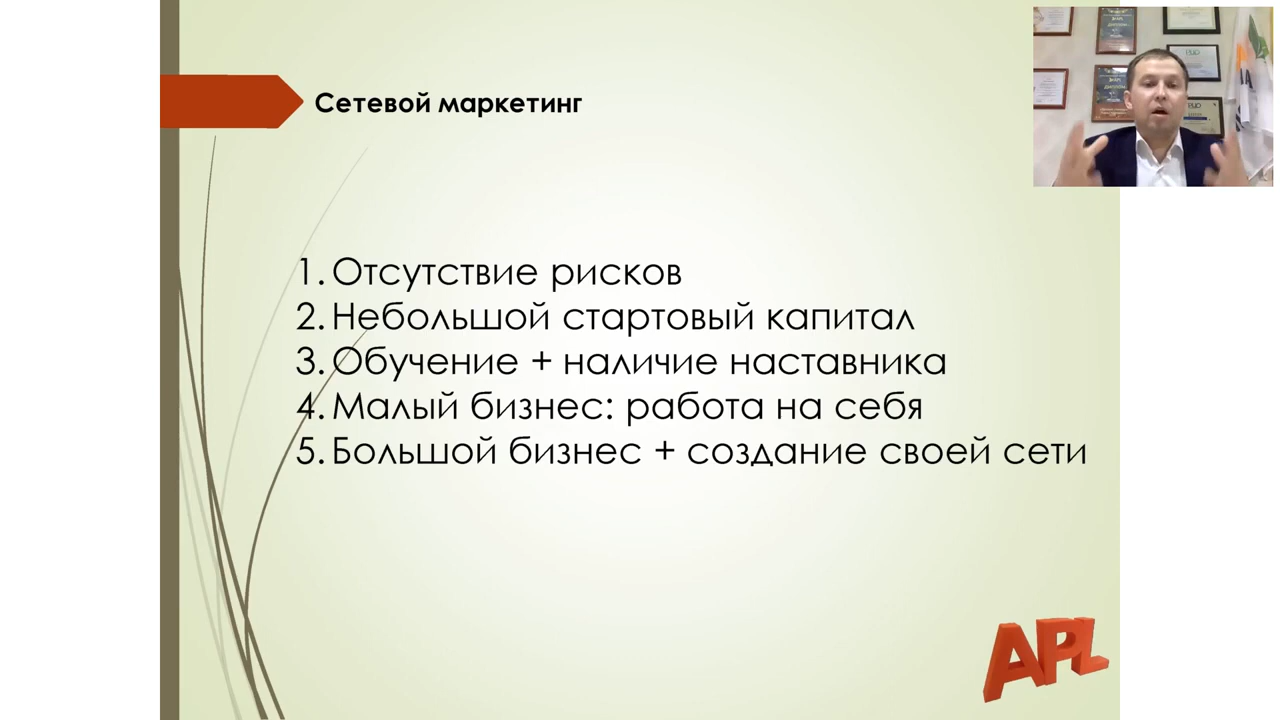 Сетевой маркетинг
1. Отсутствие рисков
2. Небольшой стартовый капитал
3. Обучение + наличие наставника
4. Малый бизнес: работа на себя
5. Большой бизнес + создание своей сети
APL